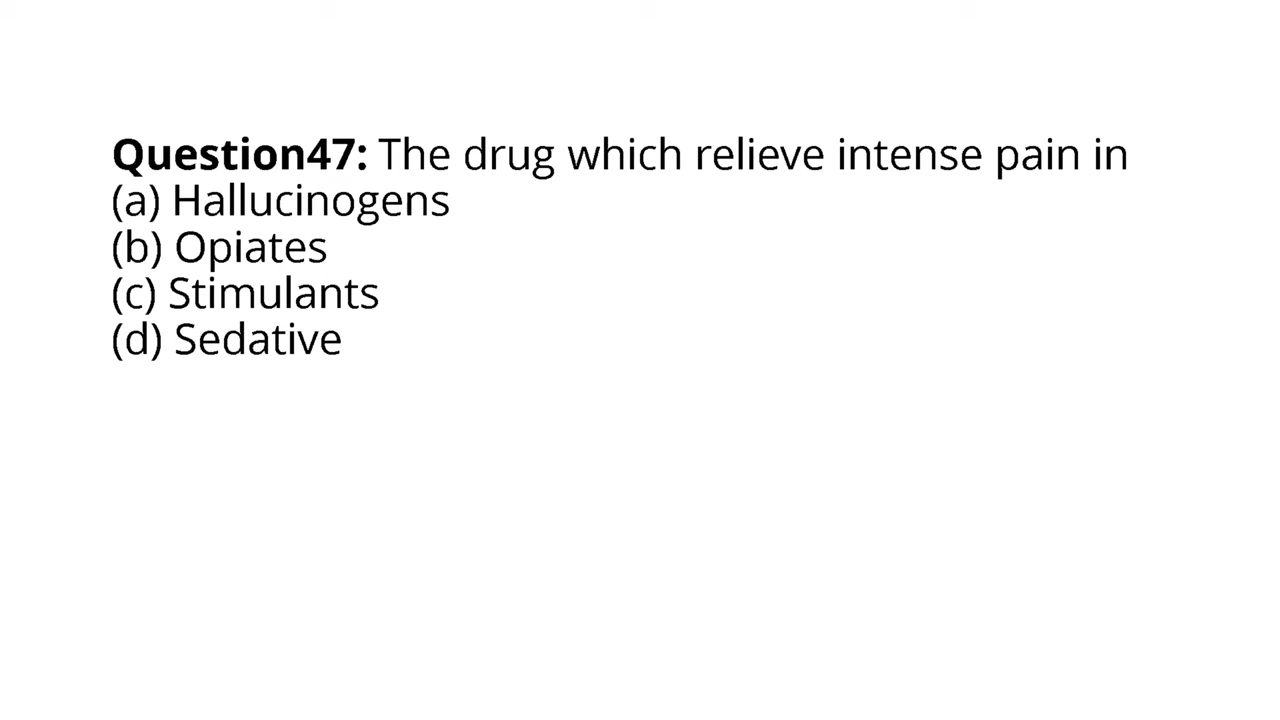 Question47: The drug which relieve intense pain in
(a) Hallucinogens
(b) Opiates
(c) Stimulants
(d) Sedative